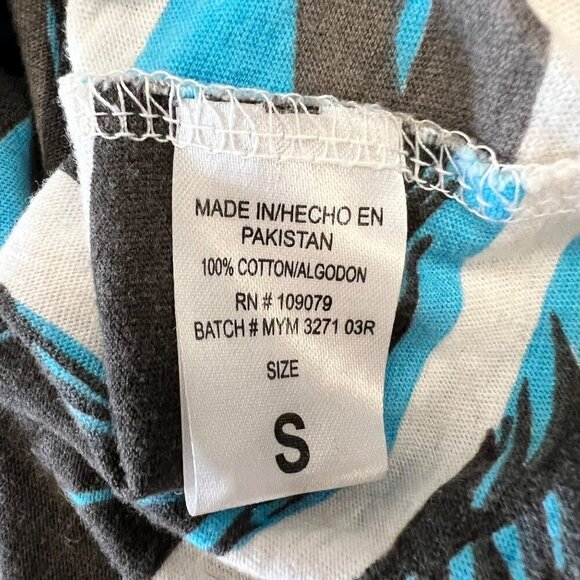 MADE IN/HECHO EN
PAKISTAN
100% COTTON/ALGODON
RN # 109079
BATCH # MYM 3271 03R
SIZE
S